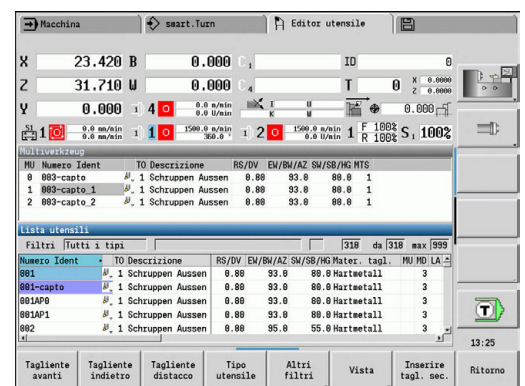 Macchina smart.Turn Editor utensile
X 23.420 B 0.000 C 1 ID 0
Z 31.710 W 0.000 C 4 T 0 X 0.0000 Z 0.0000
Y 0.000 4 0.0 m/min 0.0 U/min I U K W 0.000
S1 1 0.0 mm/min 0.0 mm/min 1 1500.0 m/min 360.0 ° 2 1500.0 m/min 0.0 U/min 1 F 100% R 100% S1 100%
Multiverkzeug
MU Numero Ident TO Descrizione RS/DV EW/BW/AZ SW/SB/HG MTS
0 003-capto 1 Schruppen Aussen 0.80 93.0 80.0 1
1 003-capto_1 1 Schruppen Aussen 0.80 93.0 80.0 1
2 003-capto_2 1 Schruppen Aussen 0.80 93.0 80.0 1
Lista utensili
Filtri Tutti i tipi 318 da 318 max 999
Numero Ident TO Descrizione RS/DV EW/BW/AZ SW/SB/HG Mater. tagl. MU MD LA
001 1 Schruppen Aussen 0.80 93.0 80.0 Hartmetall 3
001-capto 1 Schruppen Aussen 0.80 93.0 80.0 Hartmetall 3
001AP0 1 Schruppen Aussen 0.80 93.0 80.0 Hartmetall 3
001AP1 1 Schruppen Aussen 0.80 93.0 80.0 Hartmetall 3
002 1 Schruppen Aussen 0.80 95.0 55.0 Hartmetall 3
T
13:25
Tagliente avanti
Tagliente indietro
Tagliente distacco
Tipo utensile
Altri filtri
Vista
Inserire tagl. sec.
Ritorno